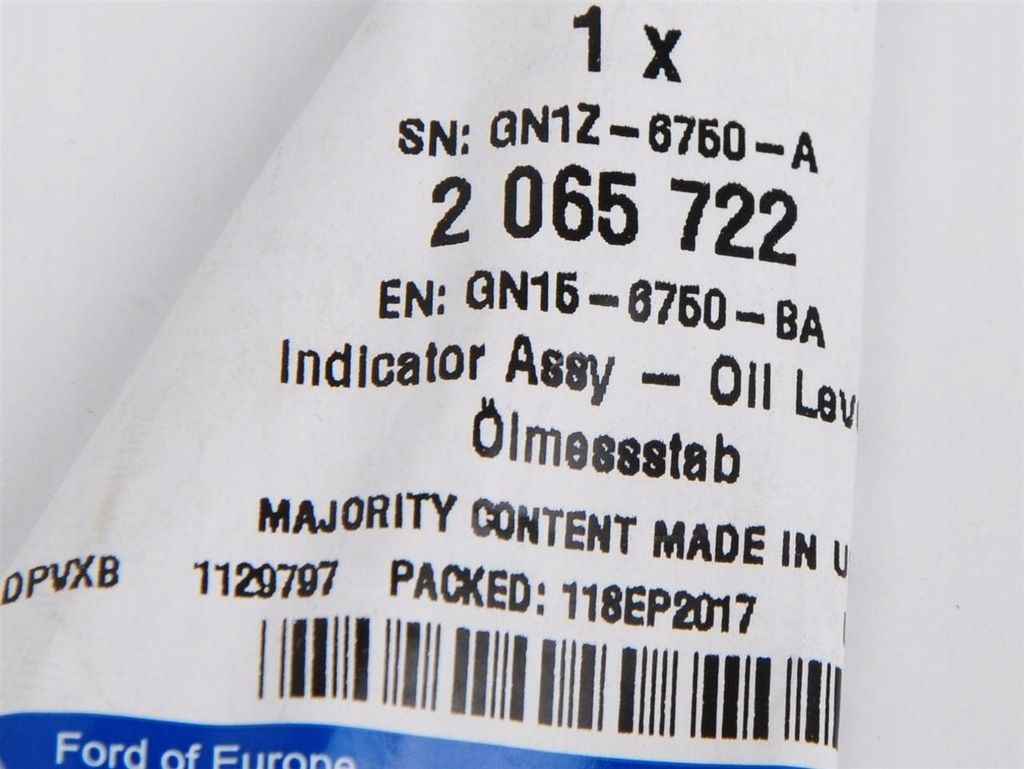 1 x
SN: GN1Z-6750-A
2 065 722
EN: GN15-6750-BA
Indicator Assy - Oil Lev
Ölmessstab
MAJORITY CONTENT MADE IN U
DPVXB 1129797 PACKED: 11SEP2017
Ford of Europe